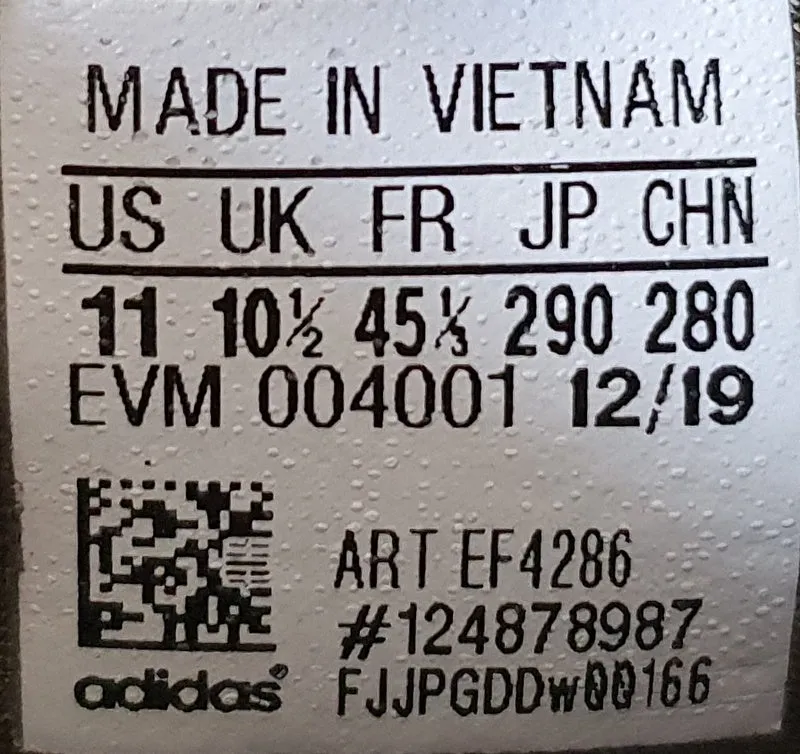 MADE IN VIETNAM
US UK FR JP CHN
11 10½ 45⅓ 290 280
EVM 004001 12/19
ART EF4286
#124878987
adidas® FJJPGDDw00166